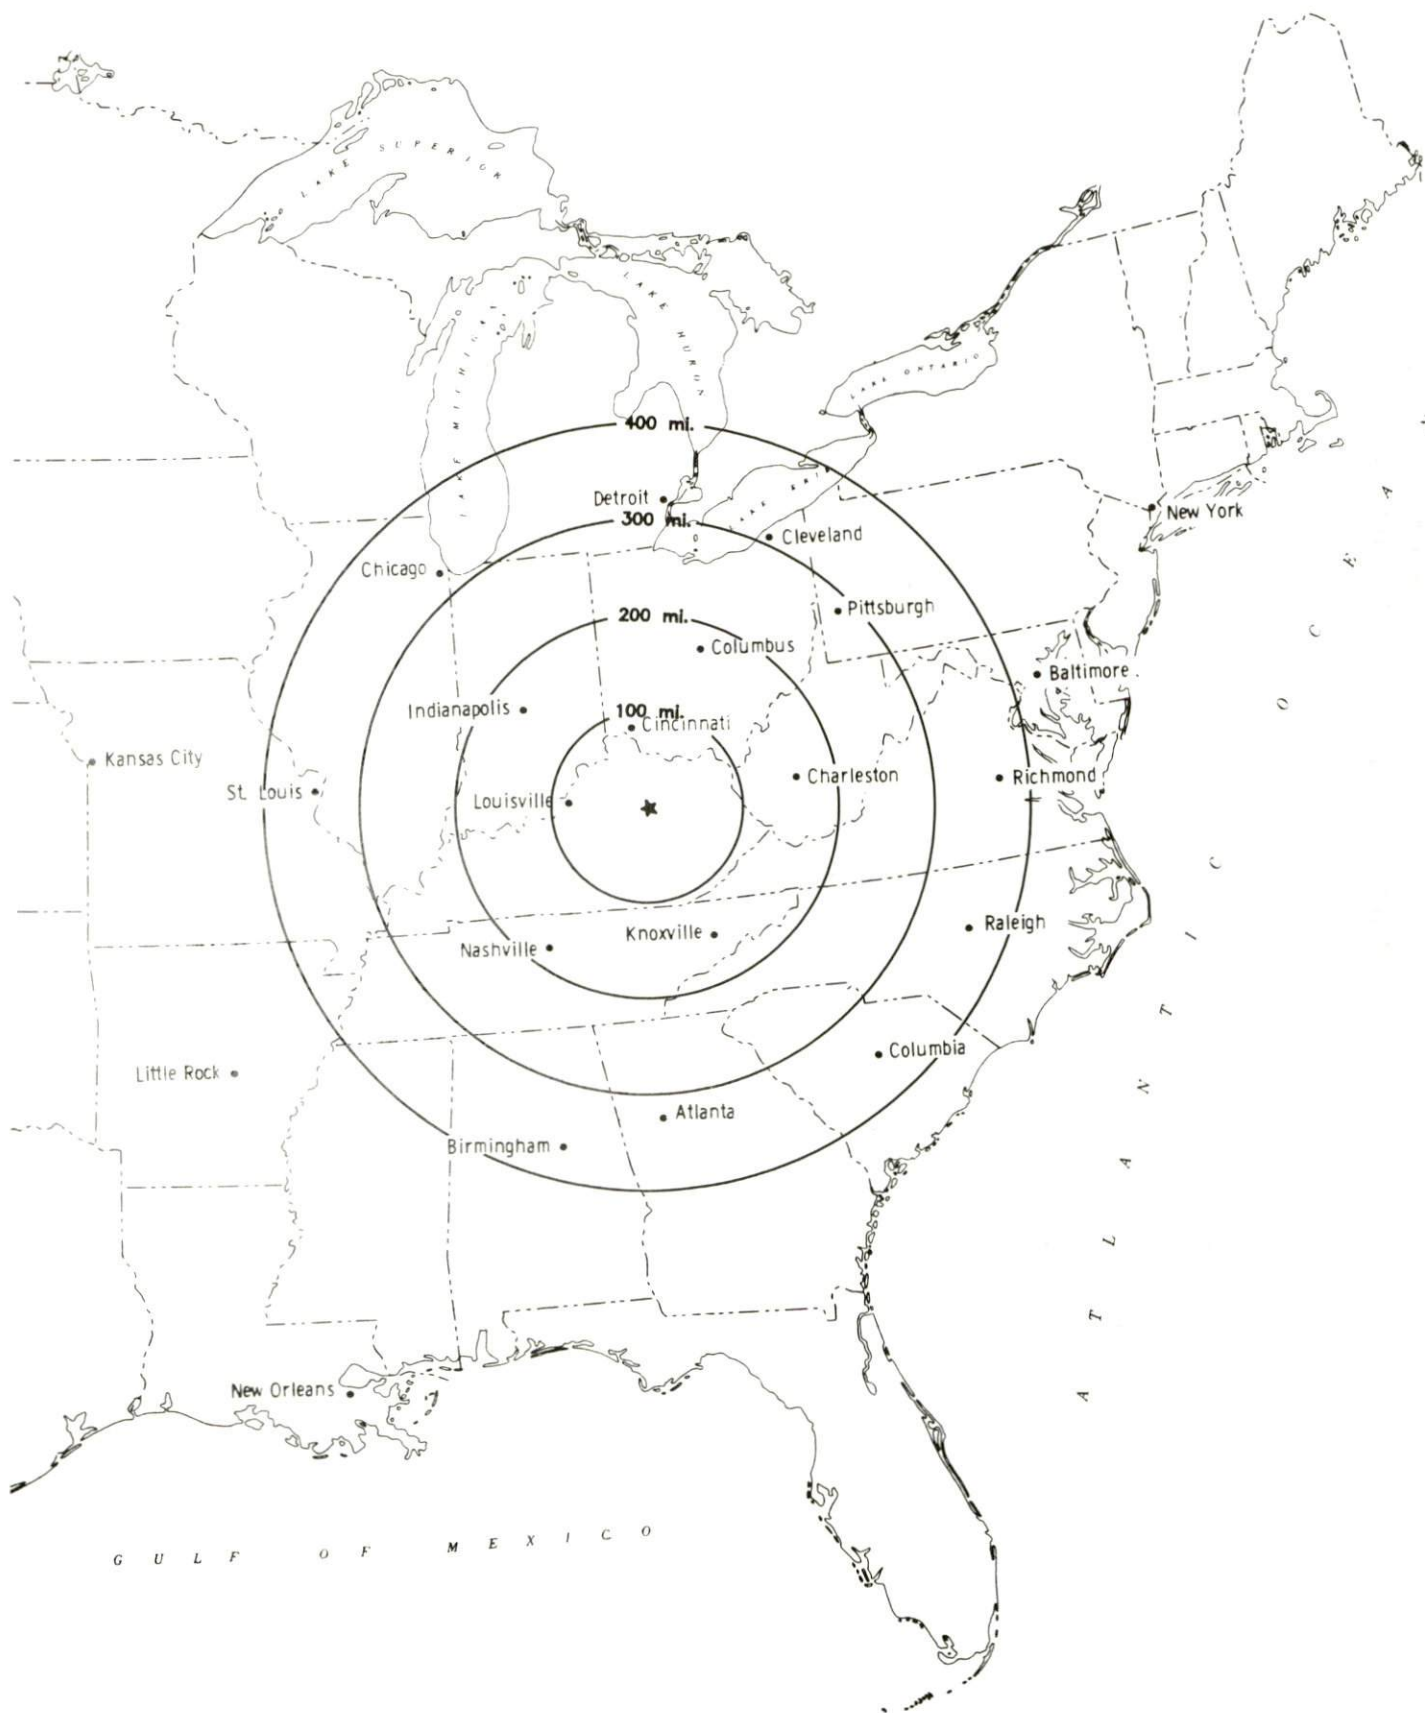 LAKE SUPERIOR
LAKE HURON
LAKE MIIHIGAN
LAKE ONTARIO
400 mi.
LAKE ERIE
Detroit
300 mi.
New York
Cleveland
Chicago
Pittsburgh
200 mi.
Columbus
Baltimore
Indianapolis
100 mi.
Cincinnati
Kansas City
Charleston
Richmond
St. Louis
Louisville
Raleigh
Knoxville
Nashville
Columbia
Little Rock
Atlanta
Birmingham
New Orleans
ATLANTIC OCEA
GULF OF MEXICO